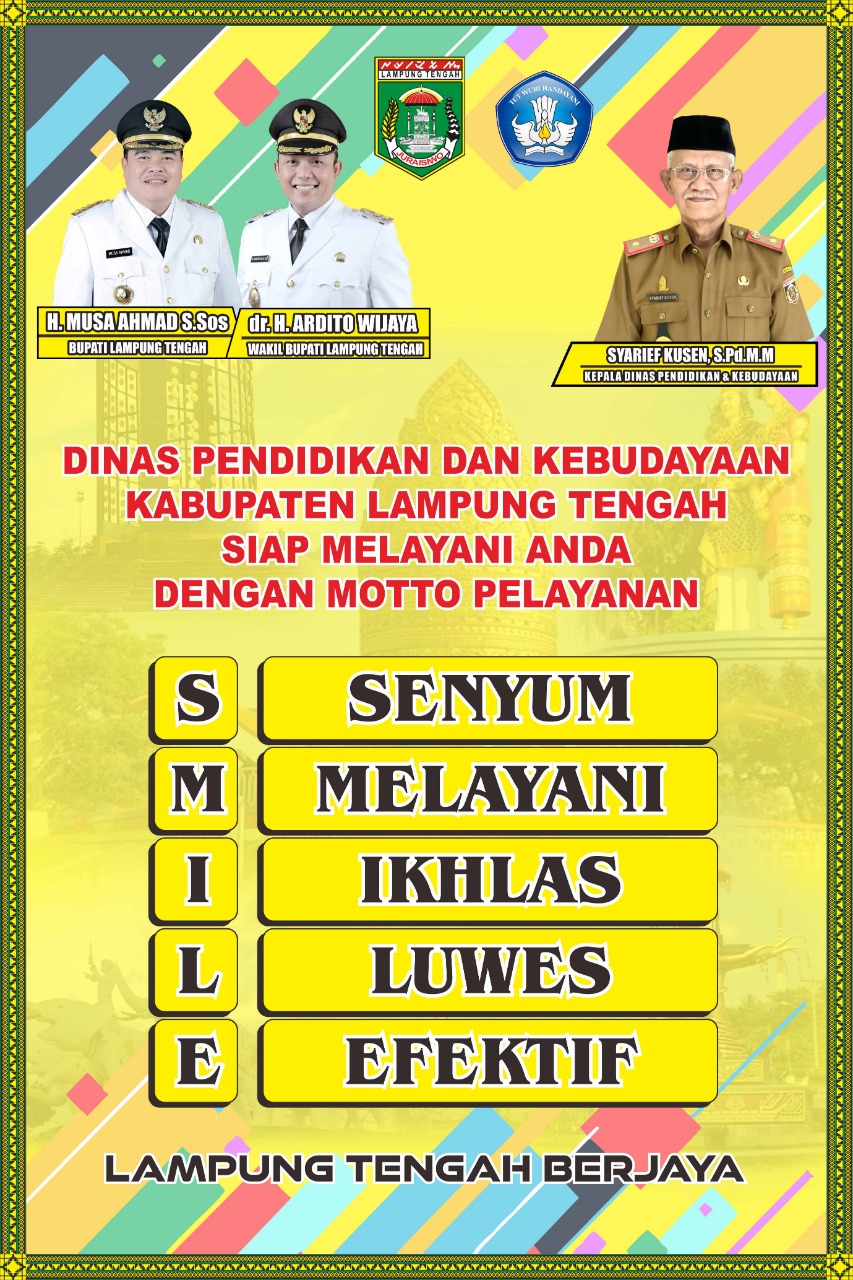 LAMPUNG TENGAH
JURAISIWO
TUT WURI HANDAYANI
H. MUSA AHMAD S.Sos
BUPATI LAMPUNG TENGAH
dr. H. ARDITO WIJAYA
WAKIL BUPATI LAMPUNG TENGAH
SYARIEF KUSEN, S.Pd.M.M
KEPALA DINAS PENDIDIKAN & KEBUDAYAAN
DINAS PENDIDIKAN DAN KEBUDAYAAN
KABUPATEN LAMPUNG TENGAH
SIAP MELAYANI ANDA
DENGAN MOTTO PELAYANAN
S SENYUM
M MELAYANI
I IKHLAS
L LUWES
E EFEKTIF
LAMPUNG TENGAH BERJAYA